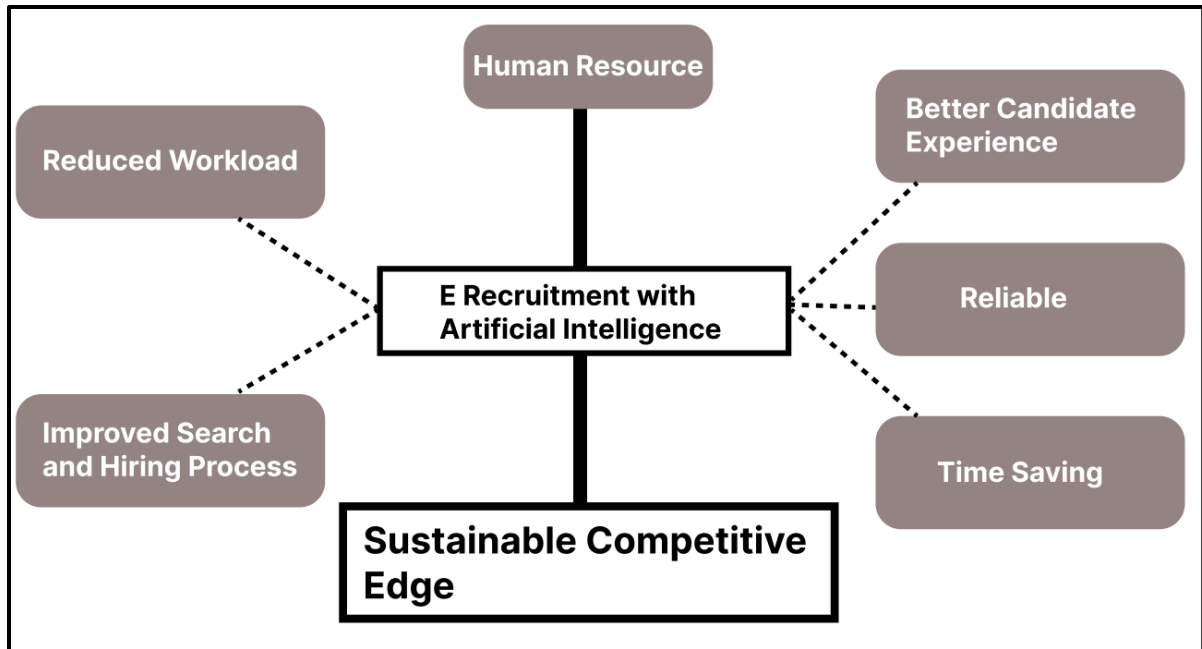 Human Resource
Reduced Workload
Better Candidate
Experience
E Recruitment with
Artificial Intelligence
Reliable
Improved Search
and Hiring Process
Time Saving
Sustainable Competitive
Edge